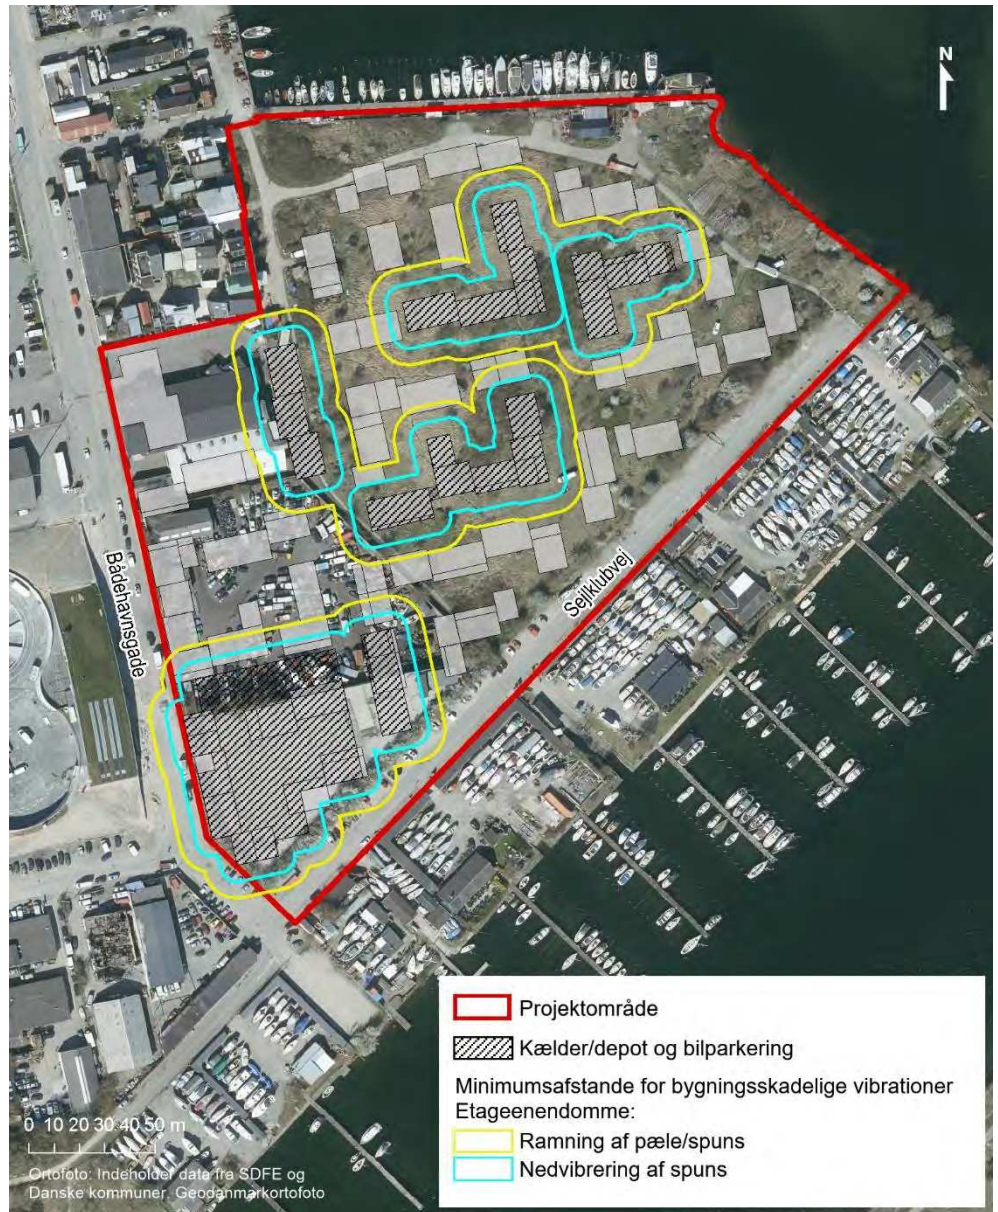 N
Bådehavnsgade
Sejlklubvej
Projektområde
Kælder/depot og bilparkering
Minimumsafstande for bygningsskadelige vibrationer
Etageenendomme:
0 10 20 30 40 50 m
Ramning af pæle/spuns
Nedvibrering af spuns
Ortofoto: Indeholder data fra SDFE og
Danske kommuner, Geodanmarkortofoto